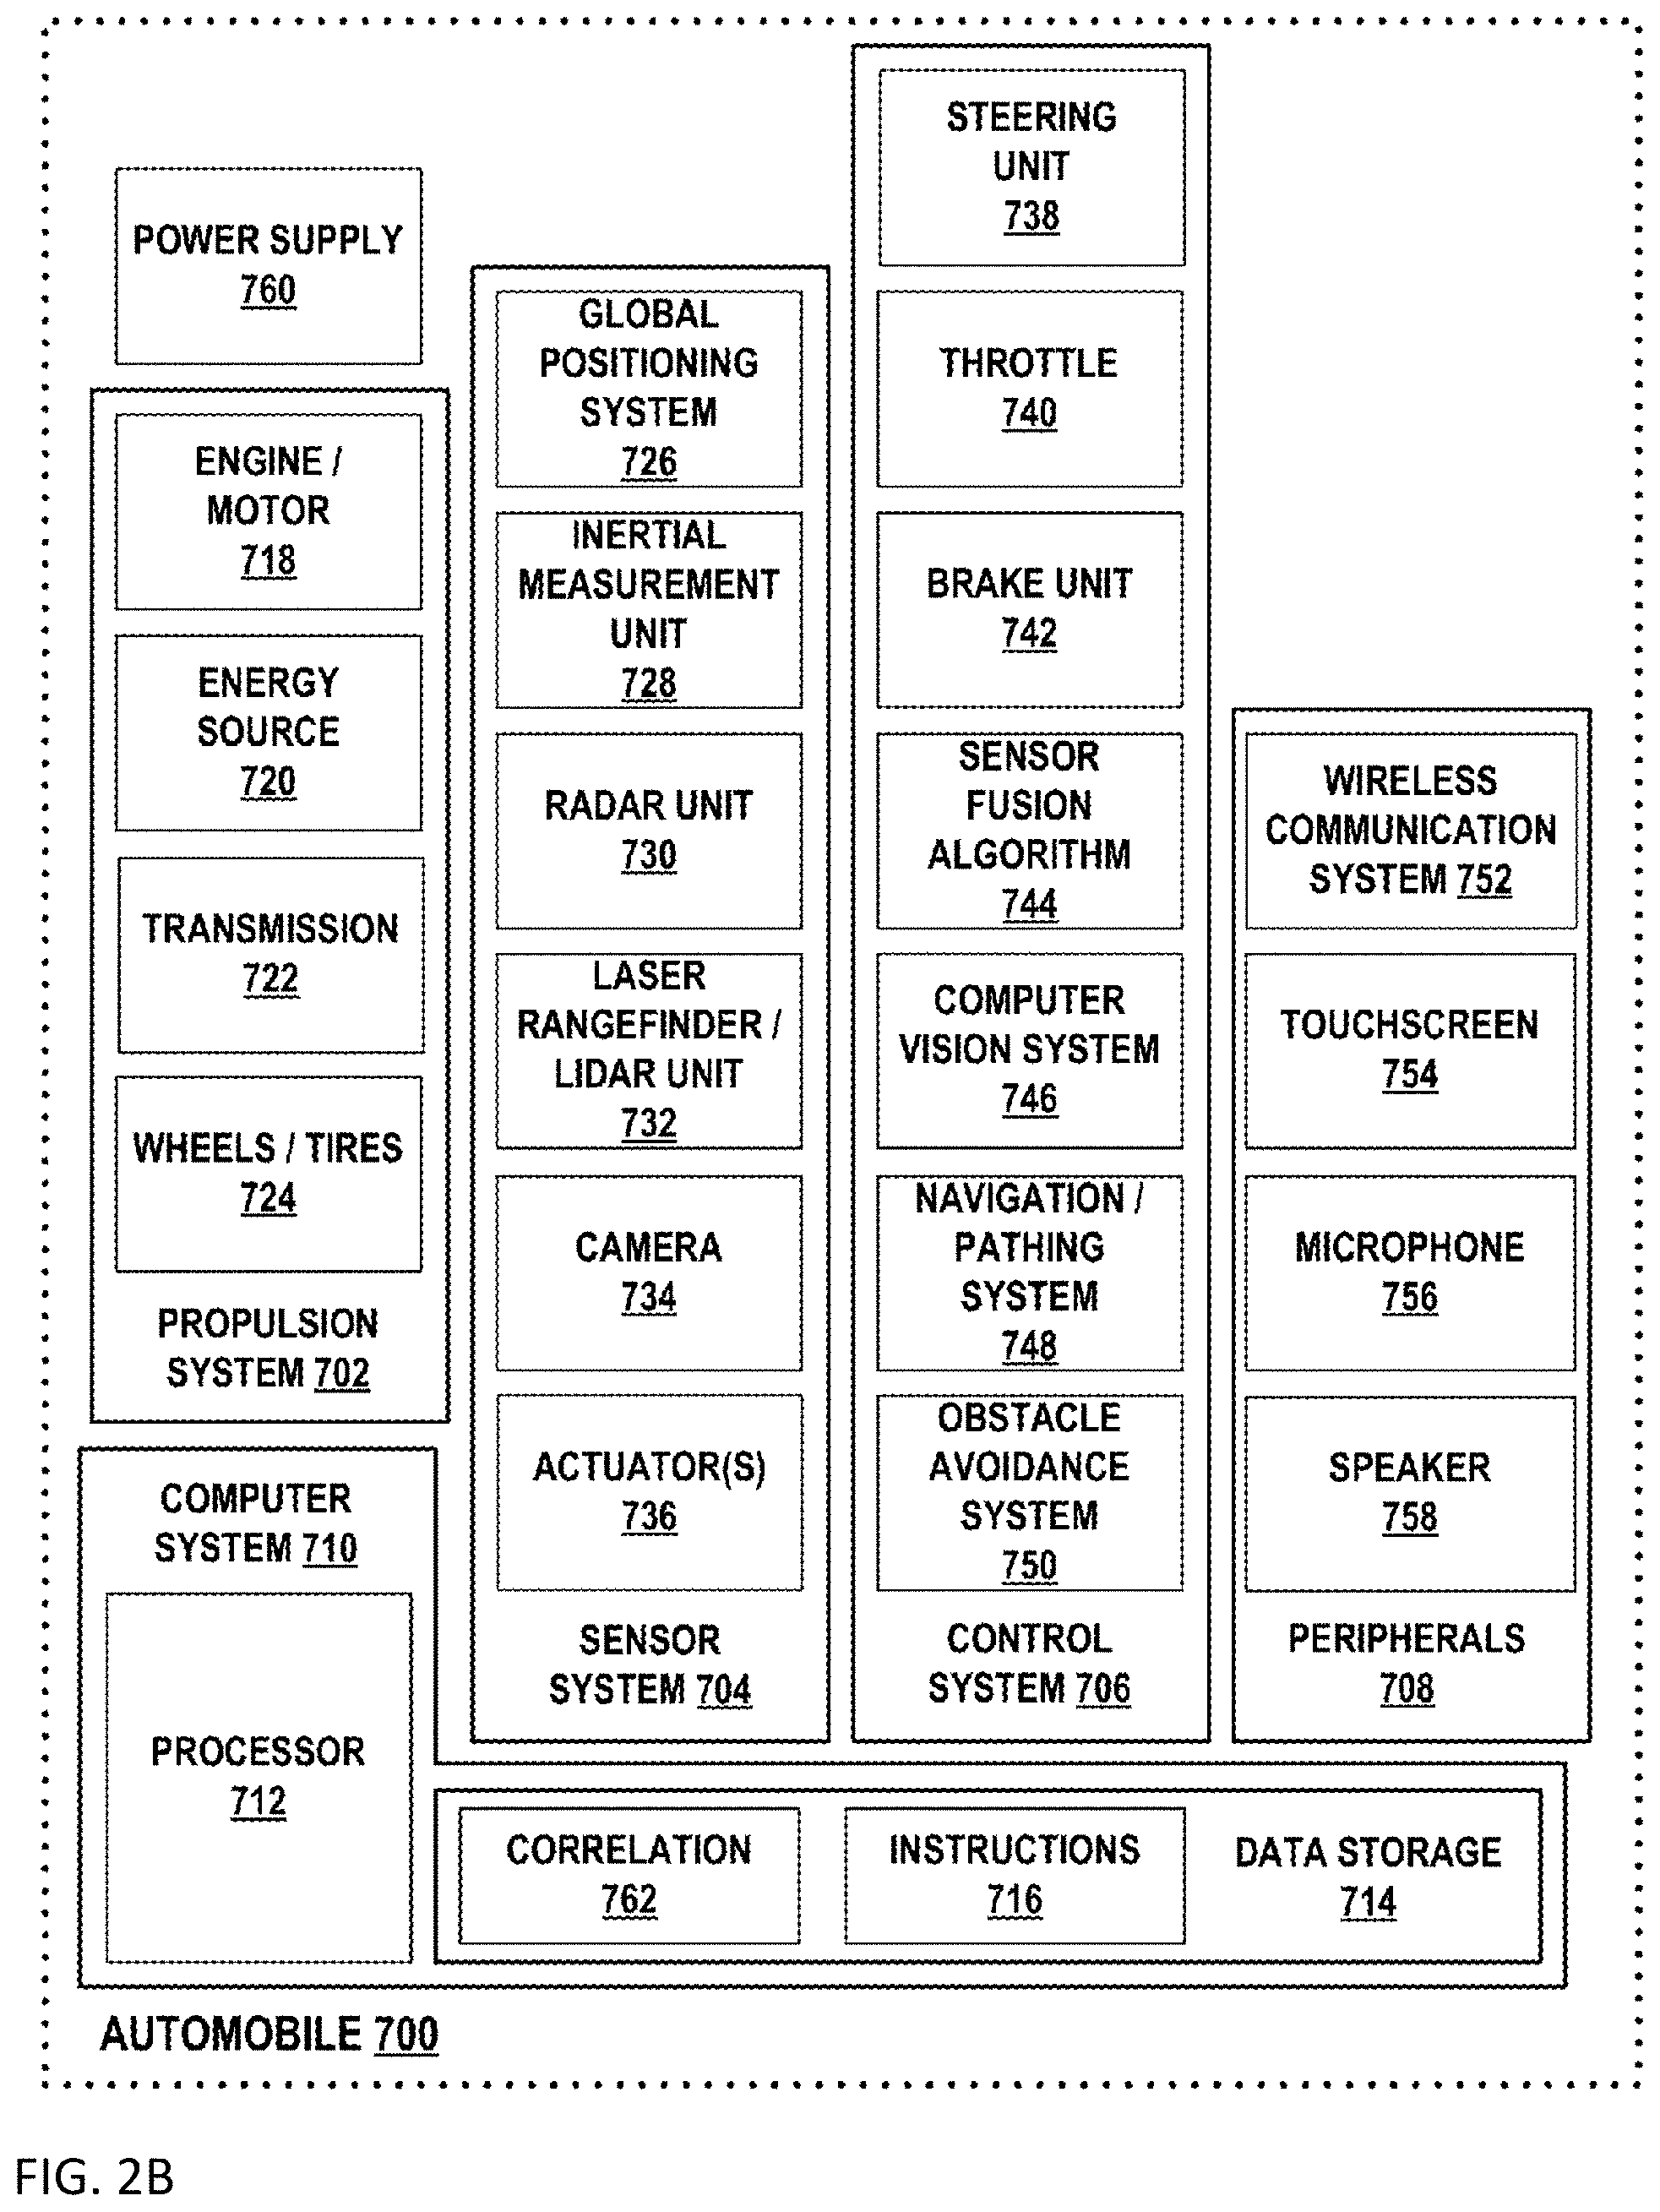 POWER SUPPLY
760
ENGINE /
MOTOR
718
ENERGY
SOURCE
720
TRANSMISSION
722
WHEELS / TIRES
724
PROPULSION
SYSTEM 702
GLOBAL
POSITIONING
SYSTEM
726
INERTIAL
MEASUREMENT
UNIT
728
RADAR UNIT
730
LASER
RANGEFINDER /
LIDAR UNIT
732
CAMERA
734
ACTUATOR(S)
736
SENSOR
SYSTEM 704
STEERING
UNIT
738
THROTTLE
740
BRAKE UNIT
742
SENSOR
FUSION
ALGORITHM
744
COMPUTER
VISION SYSTEM
746
NAVIGATION /
PATHING
SYSTEM
748
OBSTACLE
AVOIDANCE
SYSTEM
750
CONTROL
SYSTEM 706
WIRELESS
COMMUNICATION
SYSTEM 752
TOUCHSCREEN
754
MICROPHONE
756
SPEAKER
758
PERIPHERALS
708
COMPUTER
SYSTEM 710
PROCESSOR
712
CORRELATION
762
INSTRUCTIONS
716
DATA STORAGE
714
AUTOMOBILE 700
FIG. 2B